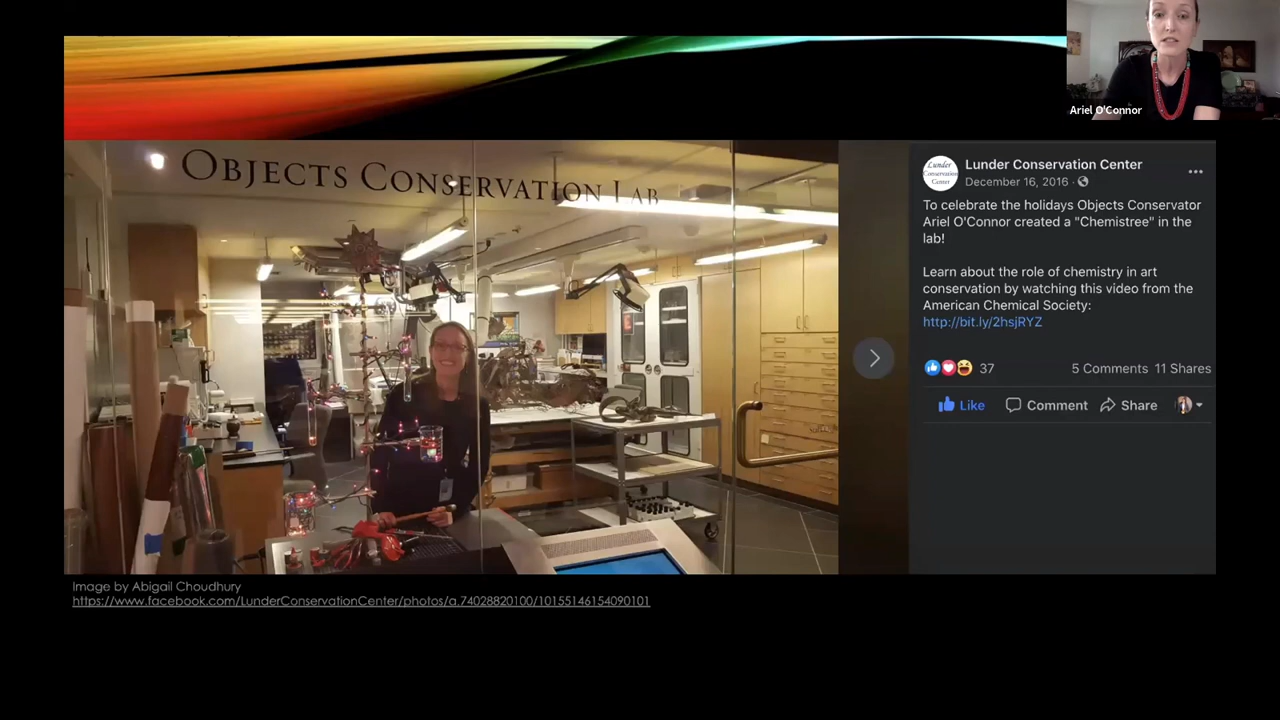 Ariel O'Connor
OBJECTS CONSERVATION LAB
Lunder
Conservation
Center
Lunder Conservation Center
December 16, 2016 ·
To celebrate the holidays Objects Conservator
Ariel O'Connor created a "Chemistree" in the
lab!
Learn about the role of chemistry in art
conservation by watching this video from the
American Chemical Society:
http://bit.ly/2hsjRYZ
37
5 Comments 11 Shares
Like Comment Share
Image by Abigail Choudhury
https://www.facebook.com/LunderConservationCenter/photos/a.74028820100/10155146154090101